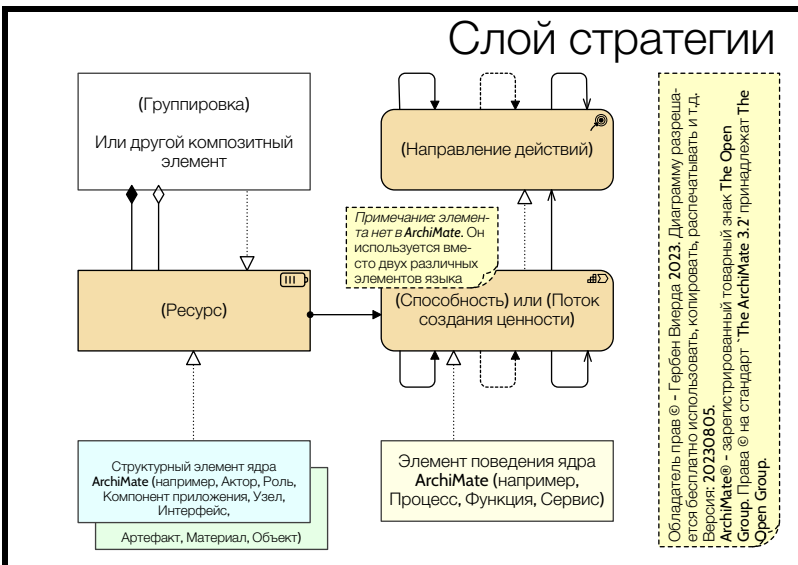 Слой стратегии
(Группировка)
Или другой композитный
элемент
(Направление действий)
Примечание: элемен-
та нет в ArchiMate. Он
используется вме-
сто двух различных
элементов языка
(Ресурс)
(Способность) или (Поток
создания ценности)
Структурный элемент ядра
ArchiMate (например, Актор, Роль,
Компонент приложения, Узел,
Интерфейс,
Артефакт, Материал, Объект)
Элемент поведения ядра
ArchiMate (например,
Процесс, Функция, Сервис)
Обладатель прав © - Гербен Виерда 2023. Диаграмму разреша-
ется бесплатно использовать, копировать, распечатывать и т.д.
Версия: 20230805.
ArchiMate® - зарегистрированный товарный знак The Open
Group. Права © на стандарт `The ArchiMate 3.2' принадлежат The
Open Group.